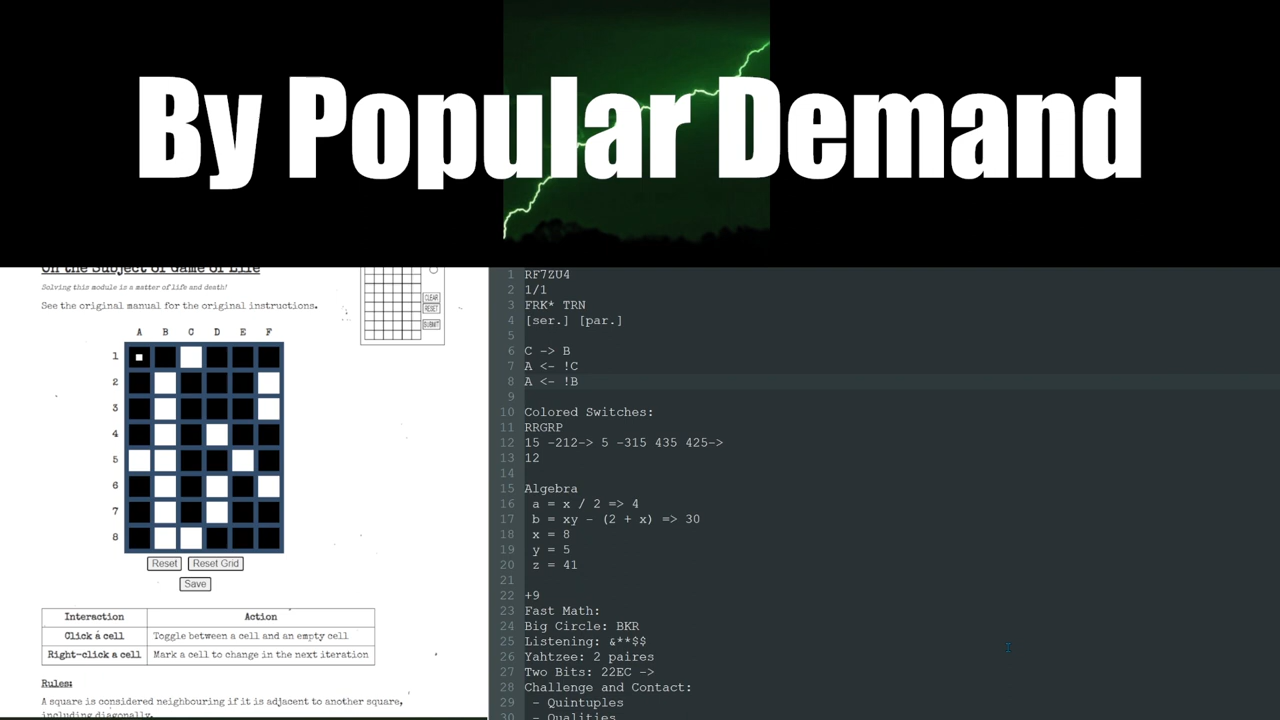 By Popular Demand
On the Subject of Game of Life
Solving this module is a matter of life and death!
See the original manual for the original instructions.
CLEAR
RESET
SUBMIT
A B C D E F
1
2
3
4
5
6
7
8
Reset Reset Grid
Save
Interaction Action
Click a cell Toggle between a cell and an empty cell
Right-click a cell Mark a cell to change in the next iteration
Rules:
A square is considered neighbouring if it is adjacent to another square,
including diagonally.
1 RF7ZU4
2 1/1
3 FRK* TRN
4 [ser.] [par.]
5
6 C -> B
7 A <- !C
8 A <- !B
9
10 Colored Switches:
11 RRGRP
12 15 -212-> 5 -315 435 425->
13 12
14
15 Algebra
16 a = x / 2 => 4
17 b = xy - (2 + x) => 30
18 x = 8
19 y = 5
20 z = 41
21
22 +9
23 Fast Math:
24 Big Circle: BKR
25 Listening: &**$$
26 Yahtzee: 2 paires
27 Two Bits: 22EC ->
28 Challenge and Contact:
29 - Quintuples
30 - Qualities